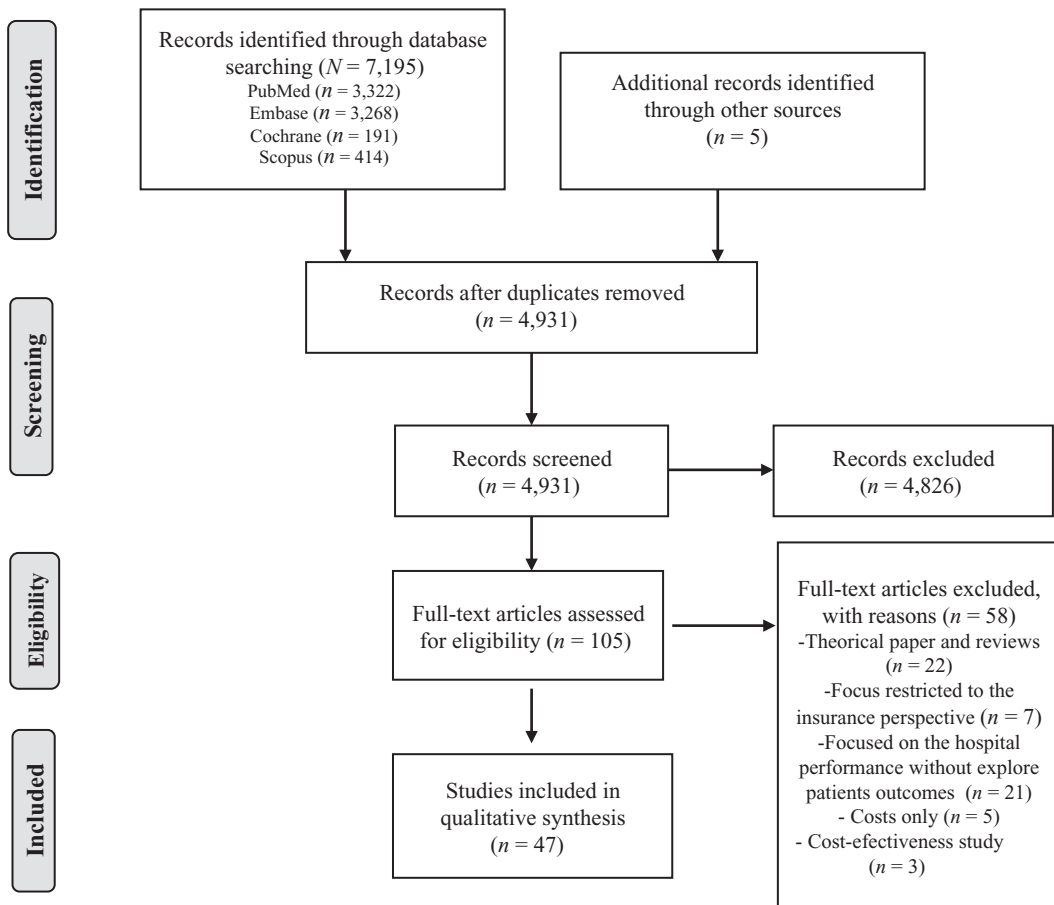 Identification
Records identified through database
searching (N = 7,195)
PubMed (n = 3,322)
Embase (n = 3,268)
Cochrane (n = 191)
Scopus (n = 414)
Additional records identified
through other sources
(n = 5)
Screening
Records after duplicates removed
(n = 4,931)
Records screened
(n = 4,931)
Records excluded
(n = 4,826)
Eligibility
Full-text articles assessed
for eligibility (n = 105)
Full-text articles excluded,
with reasons (n = 58)
-Theorical paper and reviews
(n = 22)
-Focus restricted to the
insurance perspective (n = 7)
-Focused on the hospital
performance without explore
patients outcomes (n = 21)
- Costs only (n = 5)
- Cost-efectiveness study
(n = 3)
Included
Studies included in
qualitative synthesis
(n = 47)